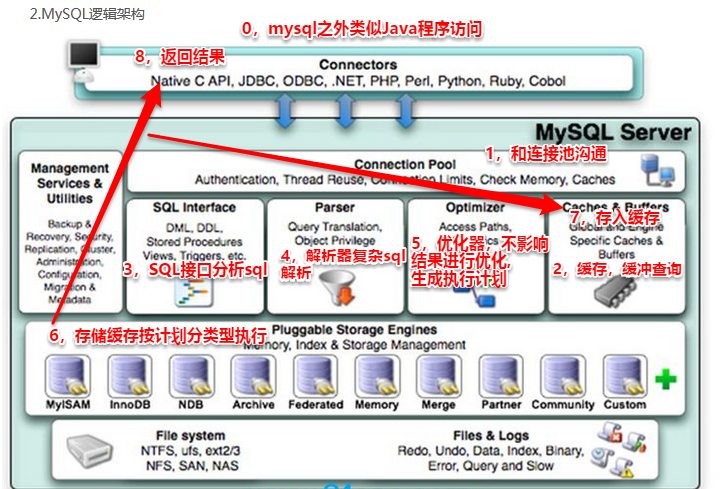 2.MySQL逻辑架构
0，mysql之外类似Java程序访问
8，返回结果
Connectors
Native C API, JDBC, ODBC, .NET, PHP, Perl, Python, Ruby, Cobol
MySQL Server
1，和连接池沟通
Connection Pool
Authentication, Thread Reuse, Connection Limits, Check Memory, Caches
Management
Services &
Utilities
Backup &
Recovery, Security,
Replication, Cluster,
Administration,
Configuration,
Migration &
Metadata
SQL Interface
DML, DDL,
Stored Procedures
Views, Triggers, etc.
3，SQL接口分析sql
Parser
Query Translation,
Object Privilege
4，解析器复杂sql
解析
Optimizer
Access Paths,
5，优化器，不影响
结果进行优化，
生成执行计划
Caches & Buffers
7，存入缓存
Global and Engine
Specific Caches &
Buffers
2，缓存，缓冲查询
6，存储缓存按计划分类型执行
Pluggable Storage Engines
Memory, Index & Storage Management
MyISAM
InnoDB
NDB
Archive
Federated
Memory
Merge
Partner
Community
Custom
File system
NTFS, ufs, ext2/3
NFS, SAN, NAS
Files & Logs
Redo, Undo, Data, Index, Binary,
Error, Query and Slow